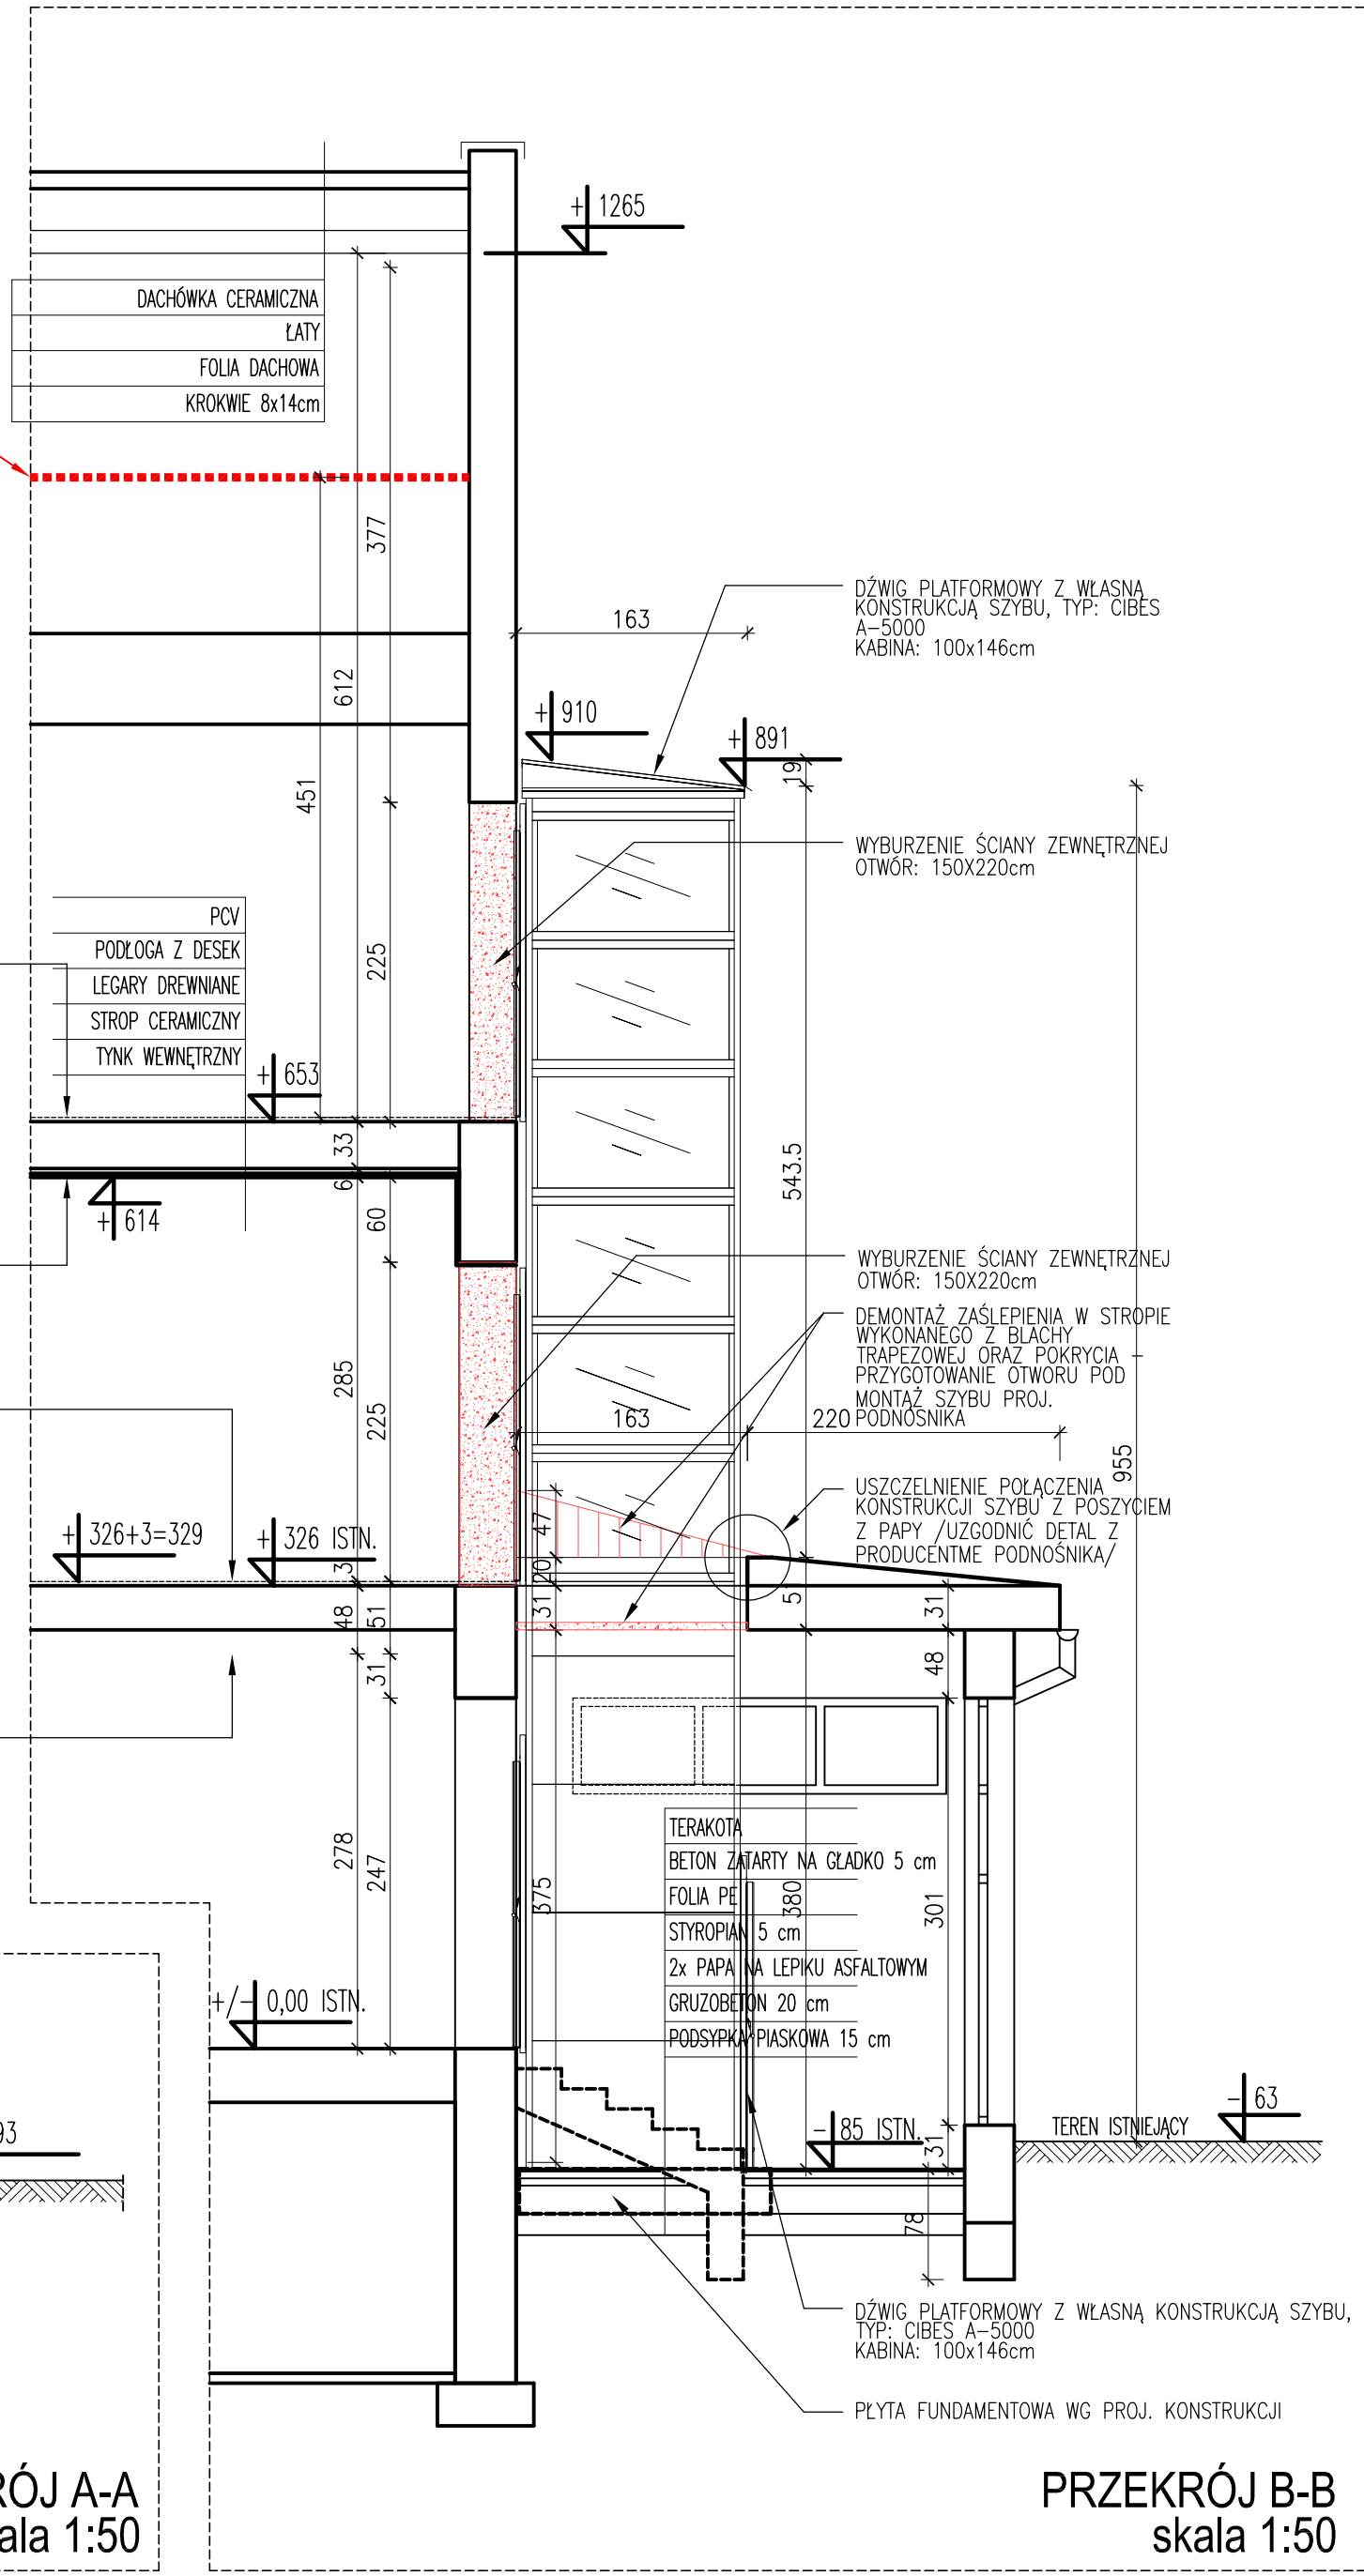 + 1265
DACHÓWKA CERAMICZNA
ŁATY
FOLIA DACHOWA
KROKWIE 8x14cm
377
DŹWIG PLATFORMOWY Z WŁASNĄ
KONSTRUKCJĄ SZYBU, TYP: CIBES
A-5000
KABINA: 100x146cm
163
612
+ 910
+ 891
19
451
WYBURZENIE ŚCIANY ZEWNĘTRZNEJ
OTWÓR: 150X220cm
PCV
PODŁOGA Z DESEK
LEGARY DREWNIANE
STROP CERAMICZNY
TYNK WEWNĘTRZNY
225
+ 653
33
6
543.5
+ 614
60
WYBURZENIE ŚCIANY ZEWNĘTRZNEJ
OTWÓR: 150X220cm
DEMONTAŻ ZAŚLEPIENIA W STROPIE
WYKONANEGO Z BLACHY
TRAPEZOWEJ ORAZ POKRYCIA -
PRZYGOTOWANIE OTWORU POD
MONTAŻ SZYBU PROJ.
PODNOŚNIKA
285
225
163
220
955
USZCZELNIENIE POŁĄCZENIA
KONSTRUKCJI SZYBU Z POSZYCIEM
Z PAPY /UZGODNIĆ DETAL Z
PRODUCENTME PODNOŚNIKA/
+ 326+3=329
+ 326 ISTN.
3
47
20
31
51
48
51
31
31
48
278
247
375
380
301
TERAKOTA
BETON ZATARTY NA GŁADKO 5 cm
FOLIA PE
STYROPIAN 5 cm
2x PAPA NA LEPIKU ASFALTOWYM
GRUZOBETON 20 cm
PODSYPKA PIASKOWA 15 cm
+/- 0,00 ISTN.
- 85 ISTN.
31
TEREN ISTNIEJĄCY
- 63
93
78
DŹWIG PLATFORMOWY Z WŁASNĄ KONSTRUKCJĄ SZYBU,
TYP: CIBES A-5000
KABINA: 100x146cm
PŁYTA FUNDAMENTOWA WG PROJ. KONSTRUKCJI
RÓJ A-A
ala 1:50
PRZEKRÓJ B-B
skala 1:50